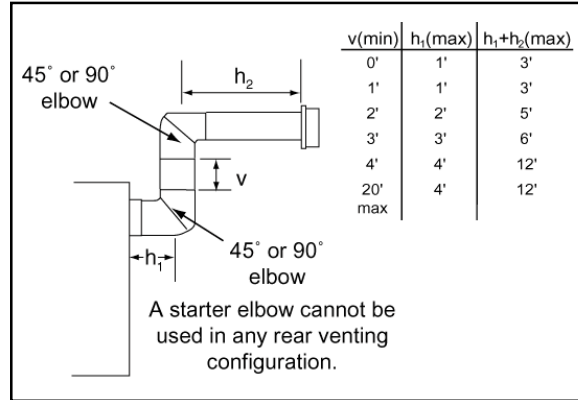 45° or 90°
elbow
h₂
v
h₁
45° or 90°
elbow
A starter elbow cannot be
used in any rear venting
configuration.
v(min) h₁(max) h₁+h₂(max)
0' 1' 3'
1' 1' 3'
2' 2' 5'
3' 3' 6'
4' 4' 12'
20' 4' 12'
max